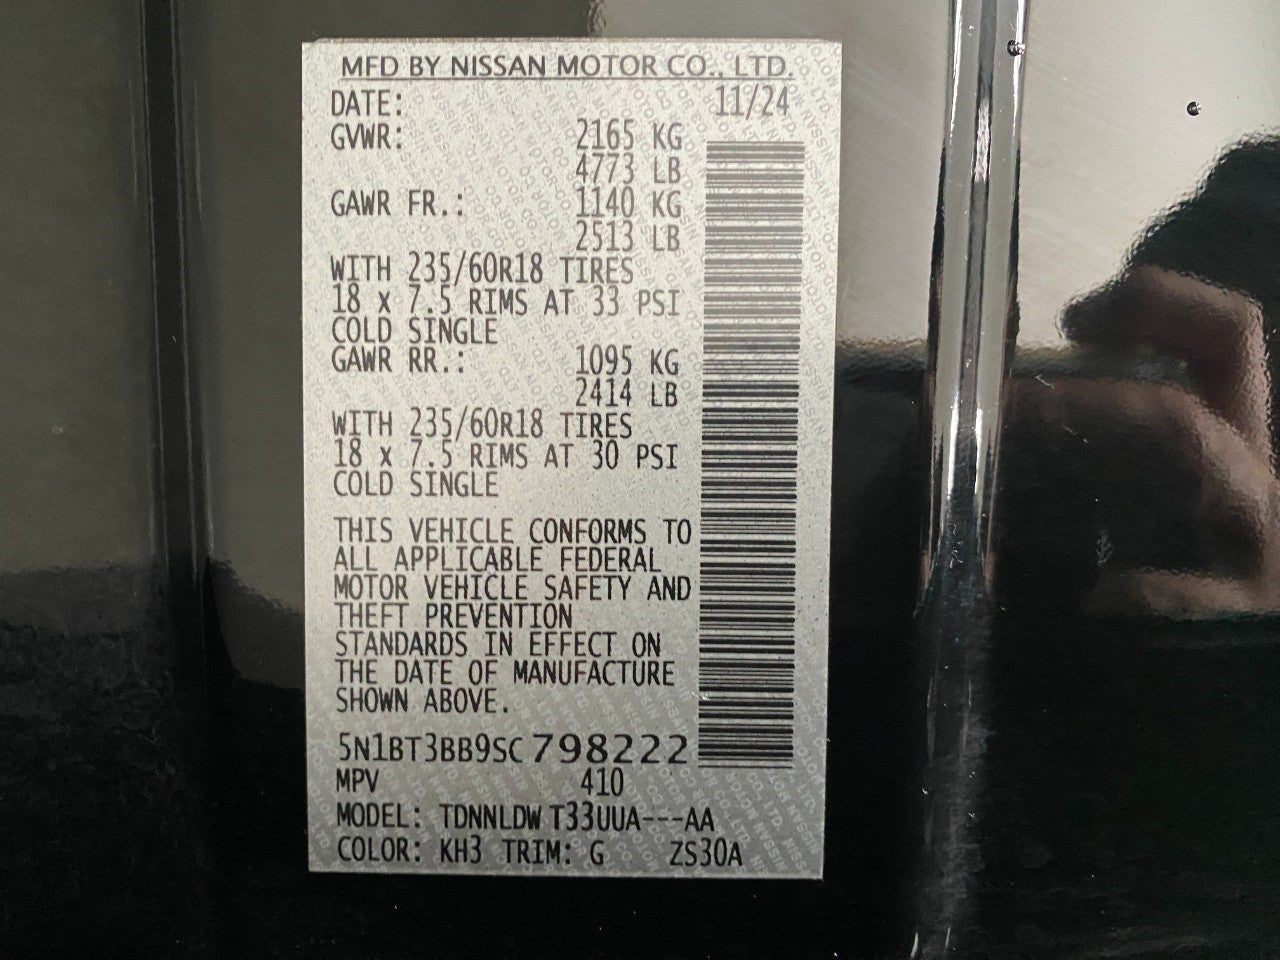 MFD BY NISSAN MOTOR CO., LTD.
DATE: 11/24
GVWR: 2165 KG
4773 LB
GAWR FR.: 1140 KG
2513 LB
WITH 235/60R18 TIRES
18 x 7.5 RIMS AT 33 PSI
COLD SINGLE
GAWR RR.: 1095 KG
2414 LB
WITH 235/60R18 TIRES
18 x 7.5 RIMS AT 30 PSI
COLD SINGLE
THIS VEHICLE CONFORMS TO
ALL APPLICABLE FEDERAL
MOTOR VEHICLE SAFETY AND
THEFT PREVENTION
STANDARDS IN EFFECT ON
THE DATE OF MANUFACTURE
SHOWN ABOVE.
5N1BT3BB9SC798222
MPV 410
MODEL: TDNNLDW T33UUA---AA
COLOR: KH3 TRIM: G ZS30A